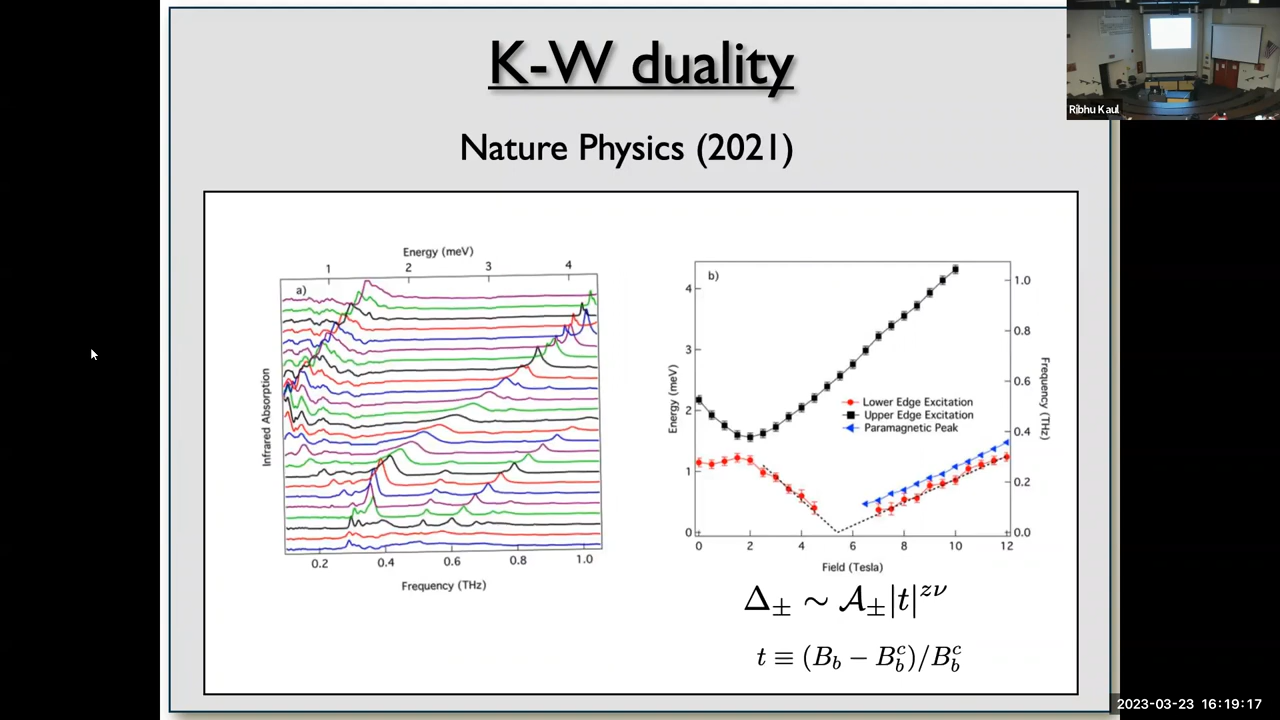 K-W duality
Nature Physics (2021)
Ribhu Kaul
Energy (meV)
1 2 3 4
a)
Infrared Absorption
0.2 0.4 0.6 0.8 1.0
Frequency (THz)
b)
4
3
2
1
0
Energy (meV)
1.0
0.8
0.6
0.4
0.2
0.0
Frequency (THz)
Lower Edge Excitation
Upper Edge Excitation
Paramagnetic Peak
0 2 4 6 8 10 12
Field (Tesla)
Δ± ∼ 𝒜±|t|^{zν}
t ≡ (B_b − B_b^c)/B_b^c
2023-03-23 16:19:17